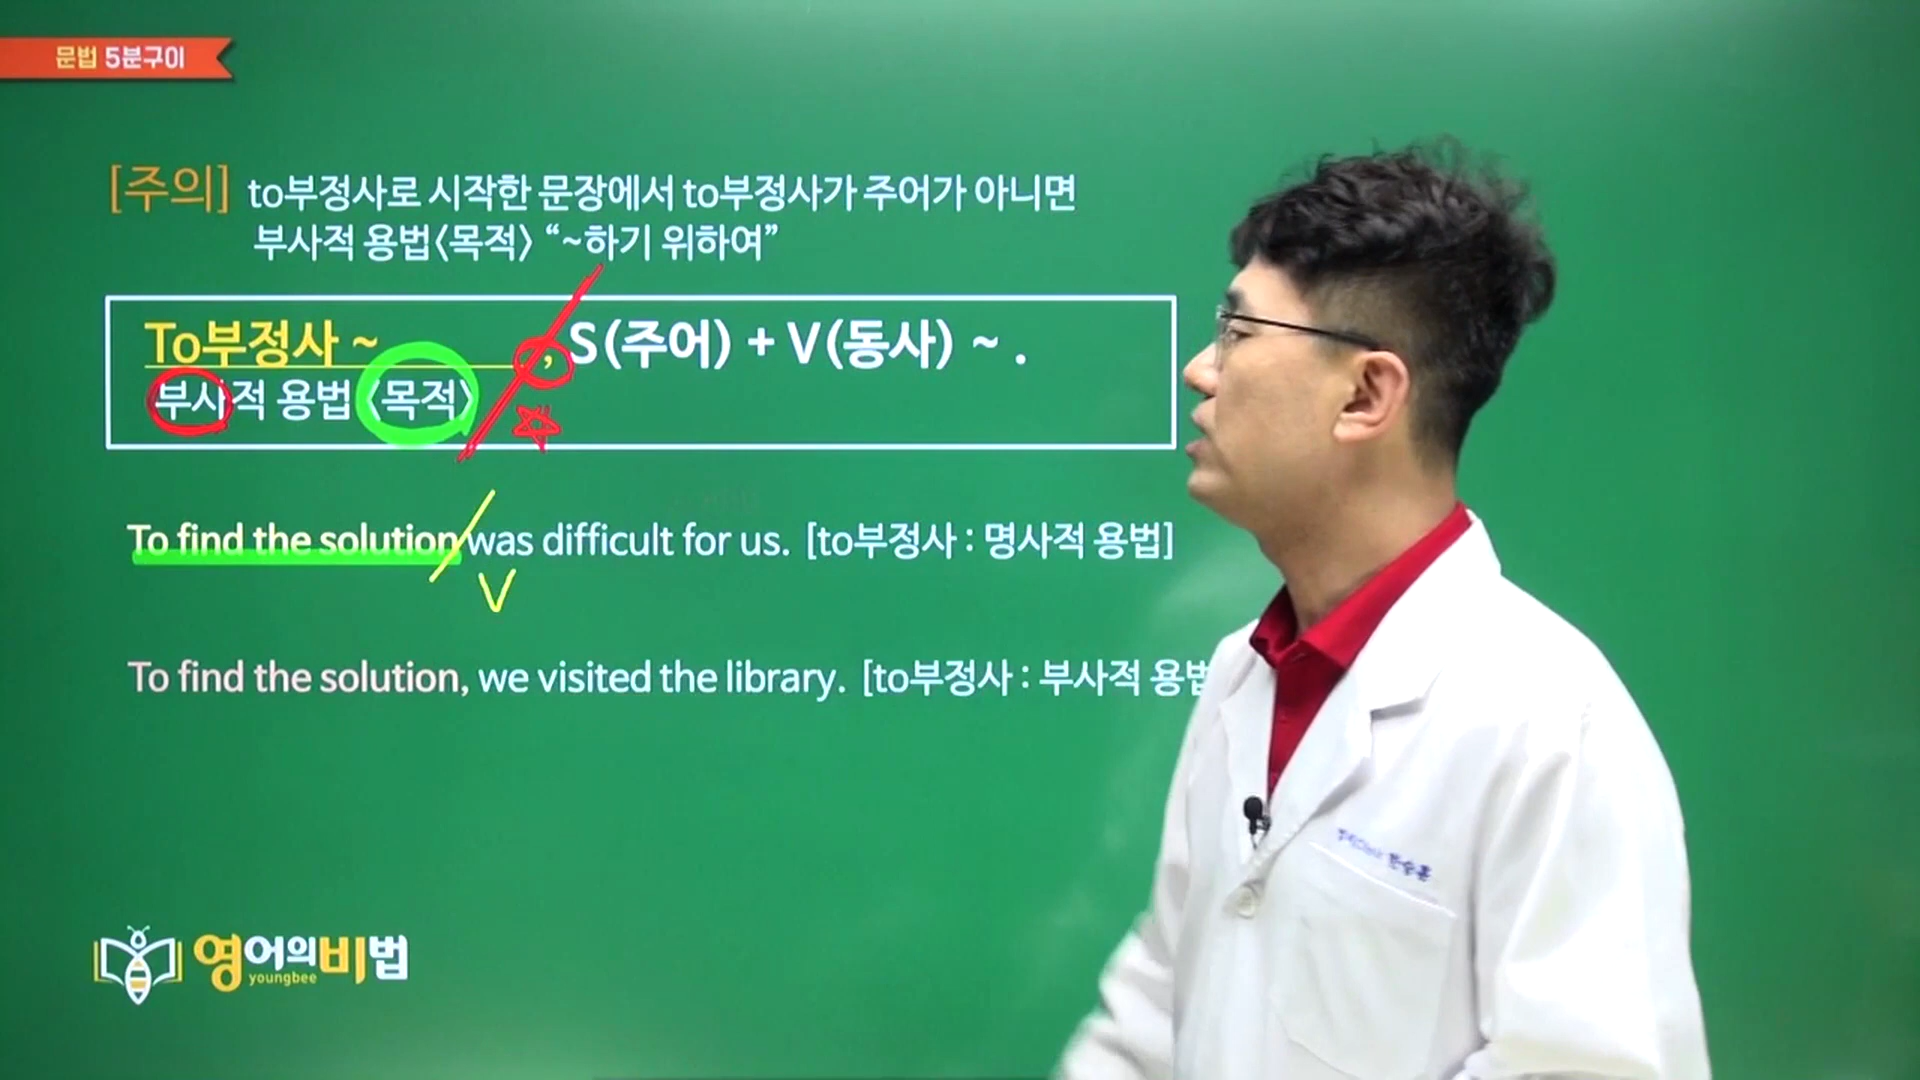 문법 5분구이
[주의] to부정사로 시작한 문장에서 to부정사가 주어가 아니면
부사적 용법<목적> “~하기 위하여”
To부정사 ~ , S(주어) + V(동사) ~ .
부사적 용법 <목적>
To find the solution was difficult for us. [to부정사 : 명사적 용법]
V
To find the solution, we visited the library. [to부정사 : 부사적 용법
영어의비법
youngbee
한승훈